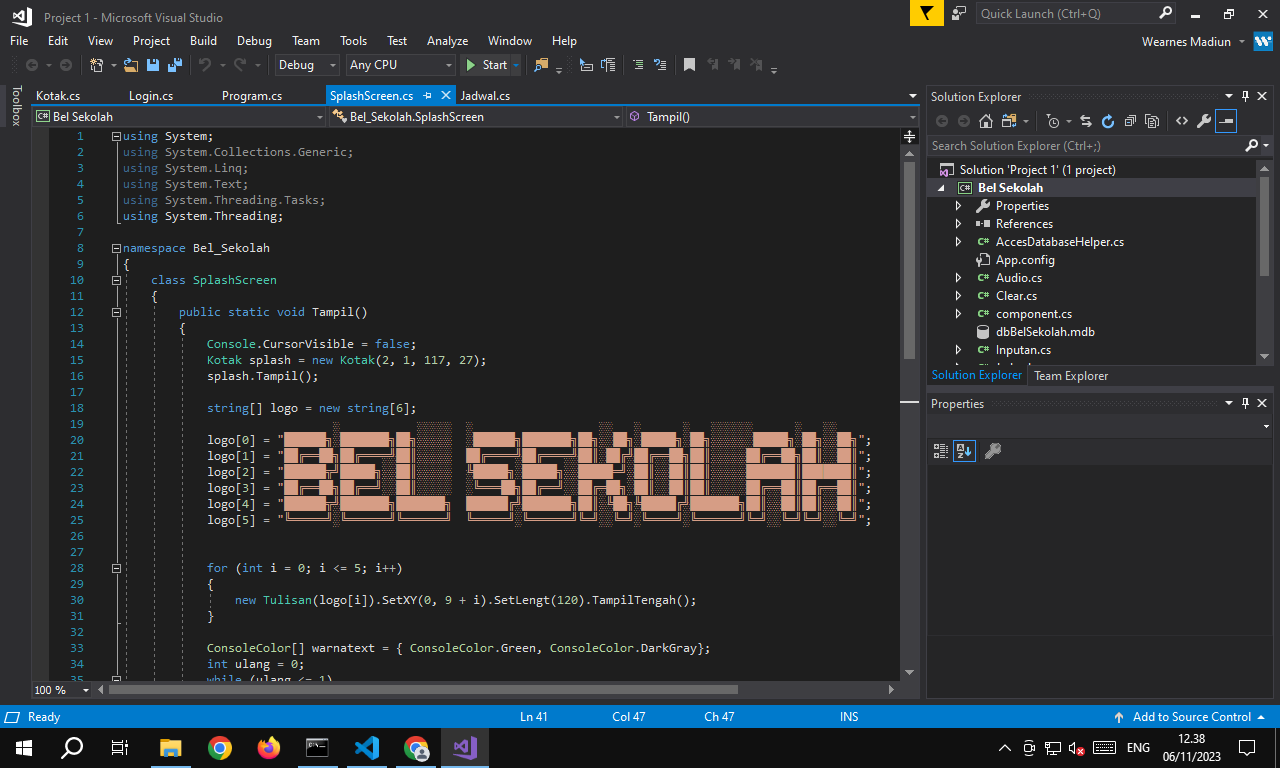 Project 1 - Microsoft Visual Studio
Quick Launch (Ctrl+Q)
File Edit View Project Build Debug Team Tools Test Analyze Window Help
Wearnes Madiun
Debug Any CPU Start
Toolbox
Kotak.cs Login.cs Program.cs SplashScreen.cs Jadwal.cs
Bel Sekolah Bel_Sekolah.SplashScreen Tampil()
1 using System;
2 using System.Collections.Generic;
3 using System.Linq;
4 using System.Text;
5 using System.Threading.Tasks;
6 using System.Threading;
7
8 namespace Bel_Sekolah
9 {
10 class SplashScreen
11 {
12 public static void Tampil()
13 {
14 Console.CursorVisible = false;
15 Kotak splash = new Kotak(2, 1, 117, 27);
16 splash.Tampil();
17
18 string[] logo = new string[6];
19
20 logo[0] = "
21 logo[1] = "
22 logo[2] = "
23 logo[3] = "
24 logo[4] = "
25 logo[5] = "
BEL SEKOLAH
";
";
";
";
";
";
26
27
28 for (int i = 0; i <= 5; i++)
29 {
30 new Tulisan(logo[i]).SetXY(0, 9 + i).SetLengt(120).TampilTengah();
31 }
32
33 ConsoleColor[] warnatext = { ConsoleColor.Green, ConsoleColor.DarkGray};
34 int ulang = 0;
35 while (ulang <= 1)
100 %
Solution Explorer
Search Solution Explorer (Ctrl+;)
Solution 'Project 1' (1 project)
Bel Sekolah
Properties
References
AccesDatabaseHelper.cs
App.config
Audio.cs
Clear.cs
component.cs
dbBelSekolah.mdb
Inputan.cs
Solution Explorer Team Explorer
Properties
Ready Ln 41 Col 47 Ch 47 INS Add to Source Control
ENG
12.38
06/11/2023